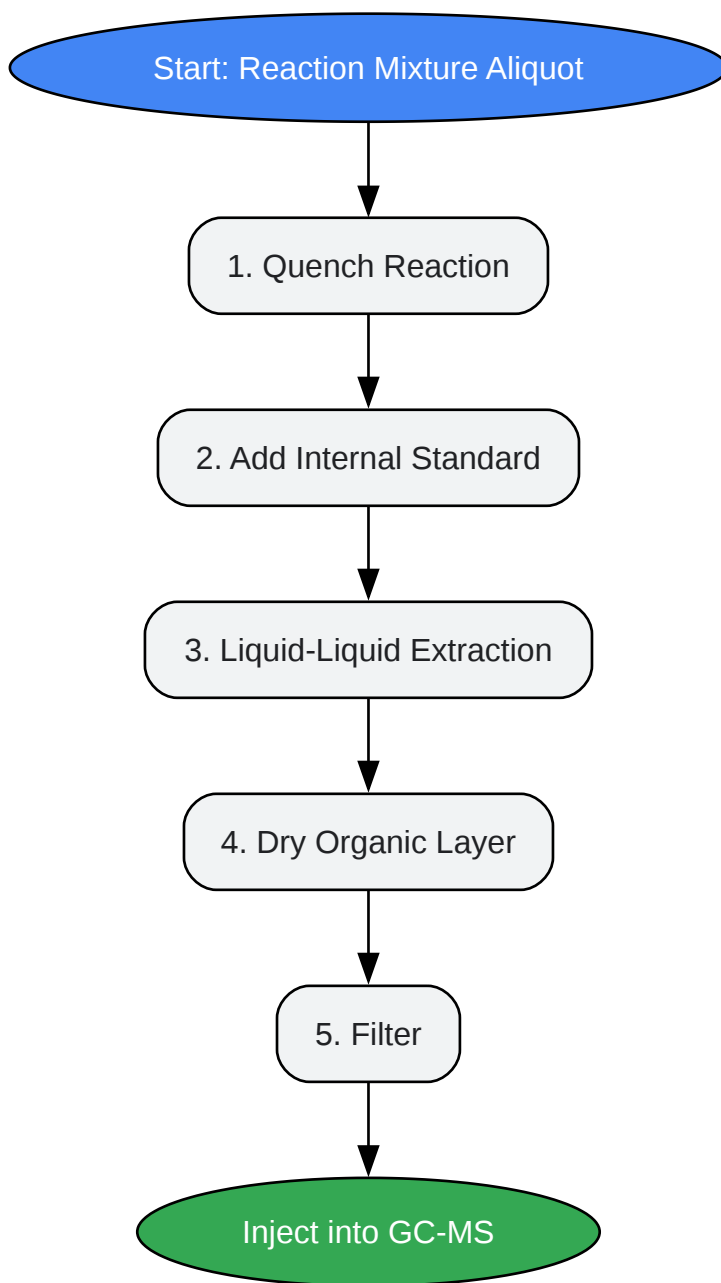 Start: Reaction Mixture Aliquot
1. Quench Reaction
2. Add Internal Standard
3. Liquid-Liquid Extraction
4. Dry Organic Layer
5. Filter
Inject into GC-MS